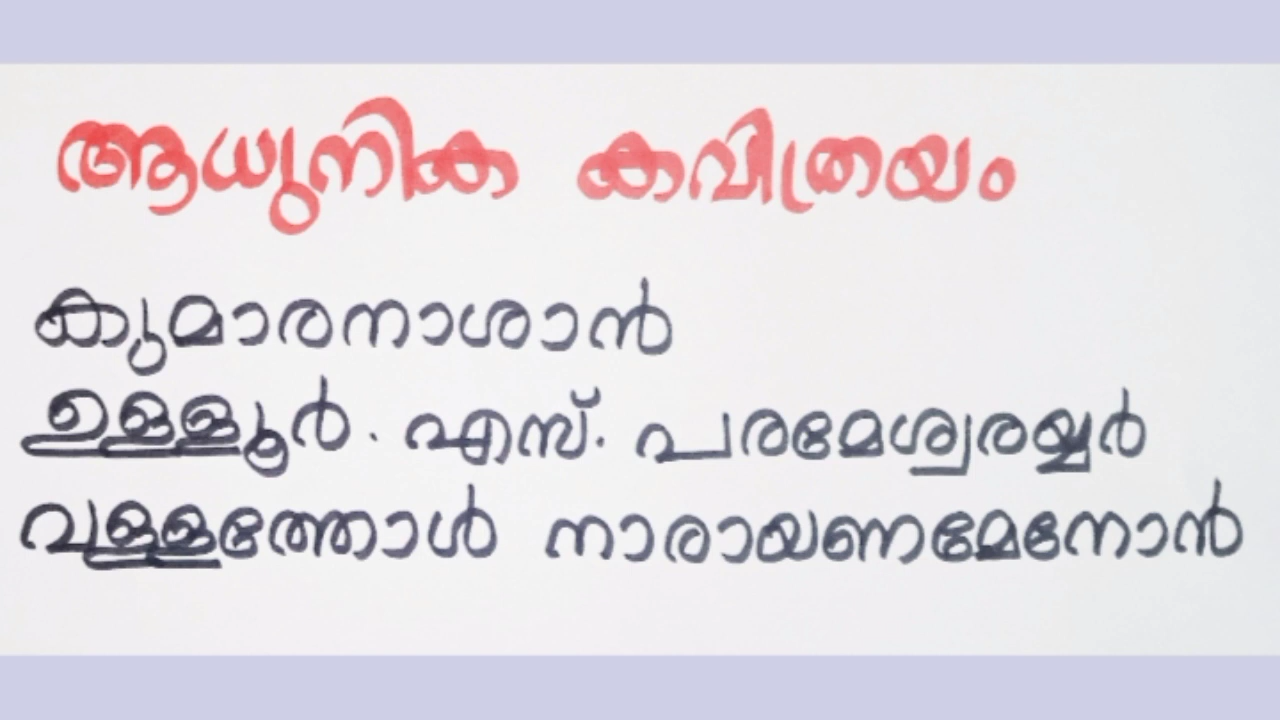 ആധുനിക കവിത്രയം
കുമാരനാശാൻ
ഉള്ളൂർ. എസ്. പരമേശ്വരയ്യർ
വള്ളത്തോൾ നാരായണമേനോൻ